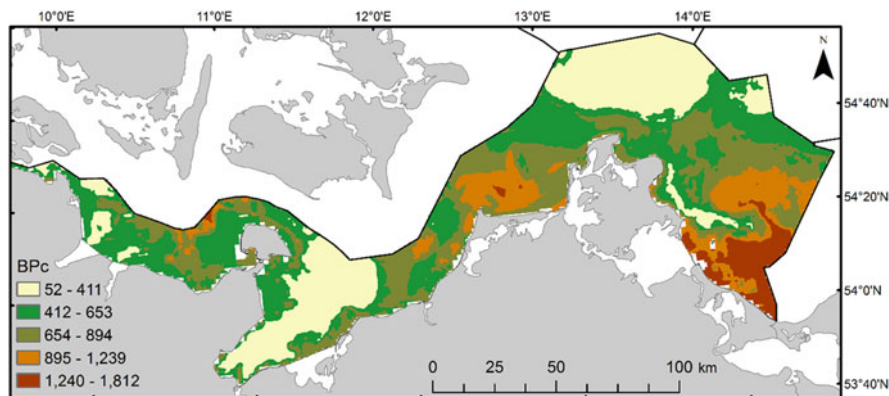 10°0'E 11°0'E 12°0'E 13°0'E 14°0'E
N
54°40'N
54°20'N
54°0'N
53°40'N
BPc
52 - 411
412 - 653
654 - 894
895 - 1,239
1,240 - 1,812
0 25 50 100 km